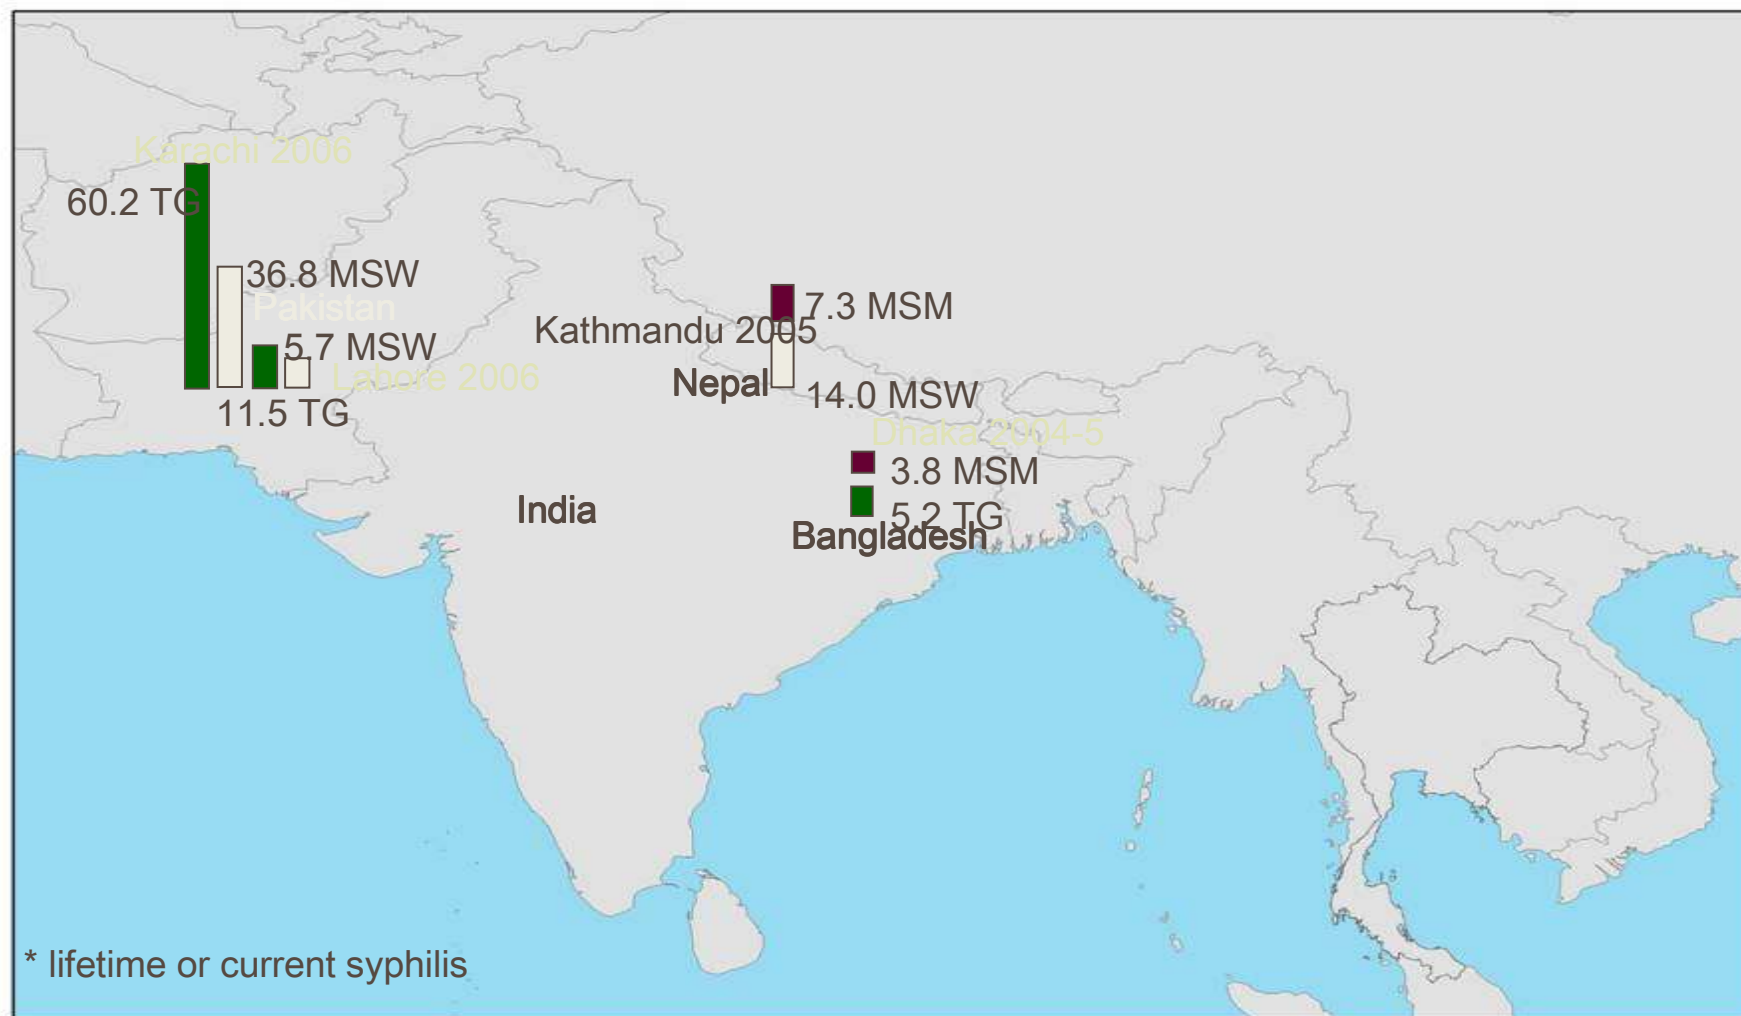 Karachi 2006
60.2 TG
36.8 MSW
Pakistan
5.7 MSW
Lahore 2006
11.5 TG
7.3 MSM
Kathmandu 2005
Nepal
14.0 MSW
Dhaka 2004-5
3.8 MSM
5.2 TG
India
Bangladesh
* lifetime or current syphilis